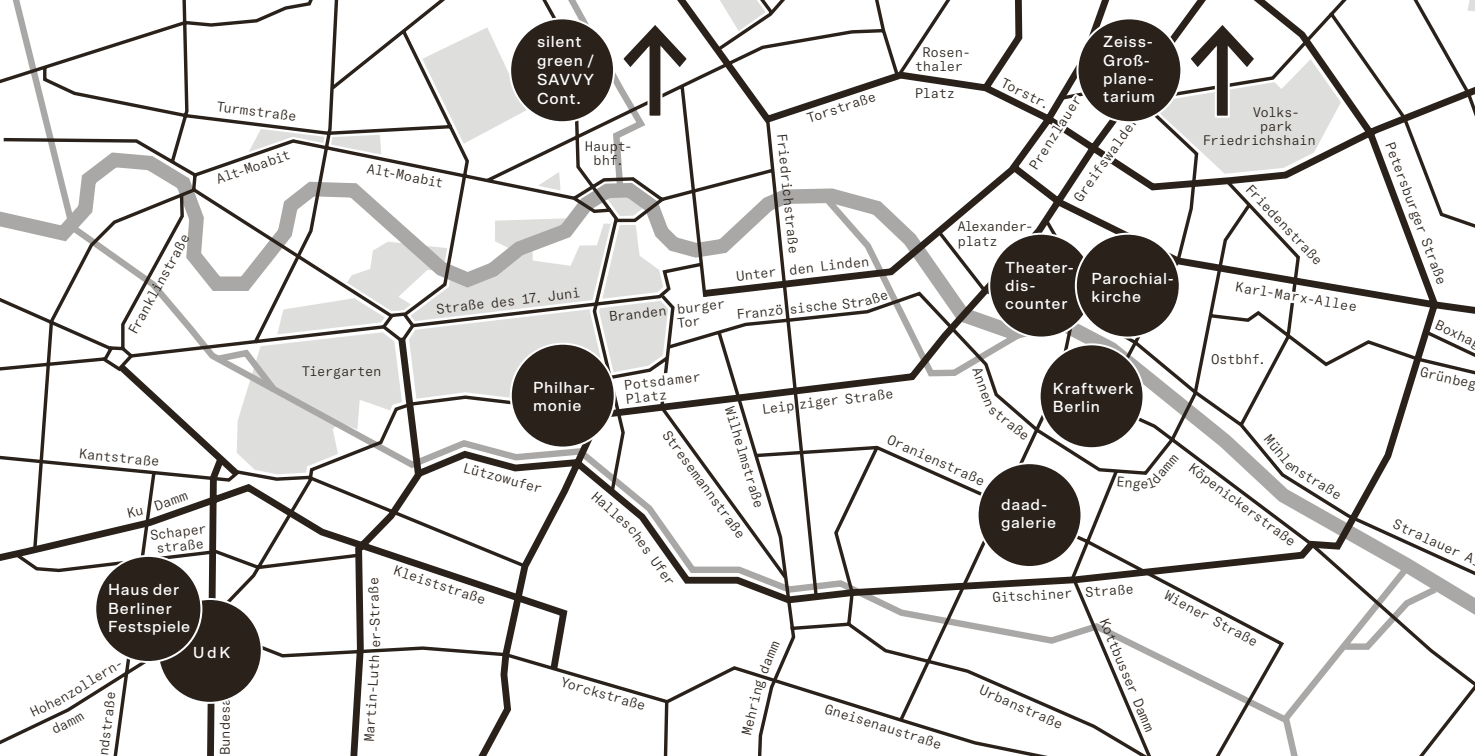 silent
green /
SAVVY
Cont.
Zeiss-
Groß-
plane-
tarium
Rosen-
thaler
Platz
Torstr.
Torstraße
Turmstraße
Volks-
park
Friedrichshain
Prenzlauer
Greifswalder
Haupt-
bhf.
Alt-Moabit
Alt-Moabit
Friedrichstraße
Petersburger Straße
Friedenstraße
Alexander-
platz
Franklinstraße
Unter den Linden
Theater-
dis-
counter
Parochial-
kirche
Karl-Marx-Allee
Straße des 17. Juni
Branden burger
Tor
Französische Straße
Boxhag
Tiergarten
Ostbhf.
Grünbeg
Philhar-
monie
Potsdamer
Platz
Leipziger Straße
Kraftwerk
Berlin
Annenstraße
Wilhelmstraße
Stresemannstraße
Kantstraße
Lützowufer
Oranienstraße
Engeldamm
Köpenickerstraße
Mühlenstraße
Ku Damm
Schaper
straße
Hallesches Ufer
daad-
galerie
Stralauer A
Kleiststraße
Martin-Luther-Straße
Haus der
Berliner
Festspiele
UdK
Gitschiner Straße
Wiener Straße
Kottbusser Damm
Hohenzollern-
damm
ndstraße
Bundesa
Yorckstraße
Mehring damm
Gneisenaustraße
Urbanstraße